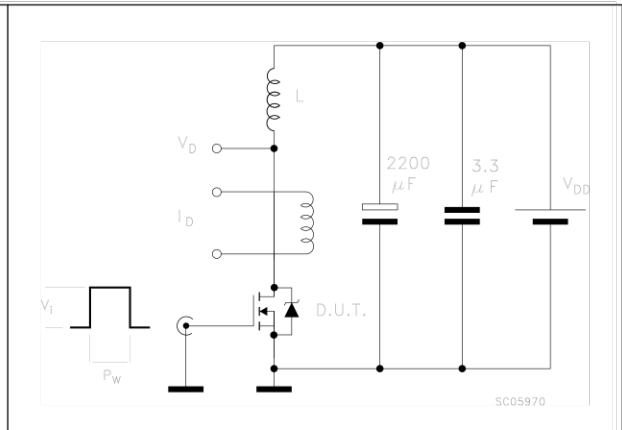 L
V_D
2200
μF
3.3
μF
V_DD
I_D
V_i
D.U.T.
P_W
SC05970